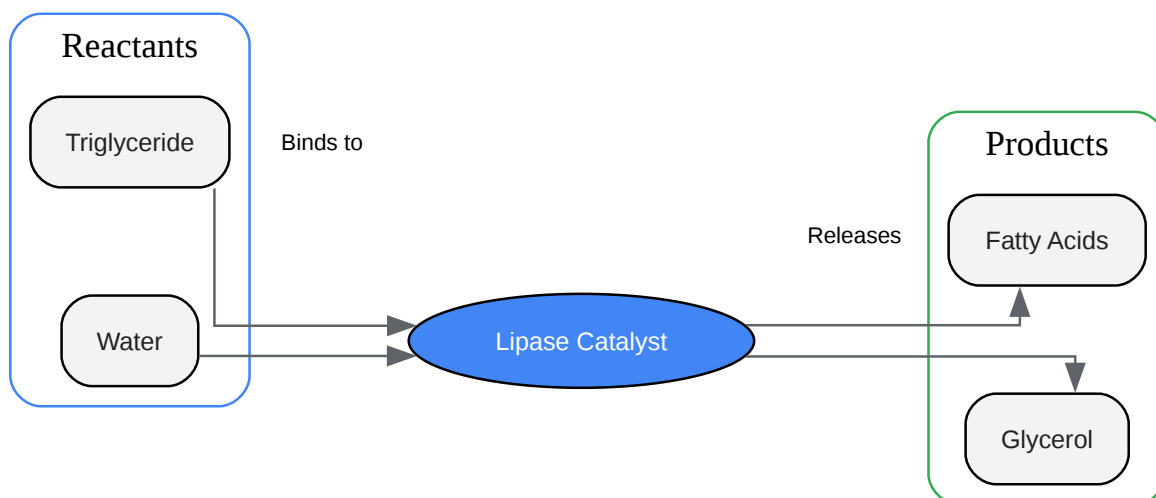 Reactants
Triglyceride
Binds to
Water
Lipase Catalyst
Releases
Products
Fatty Acids
Glycerol